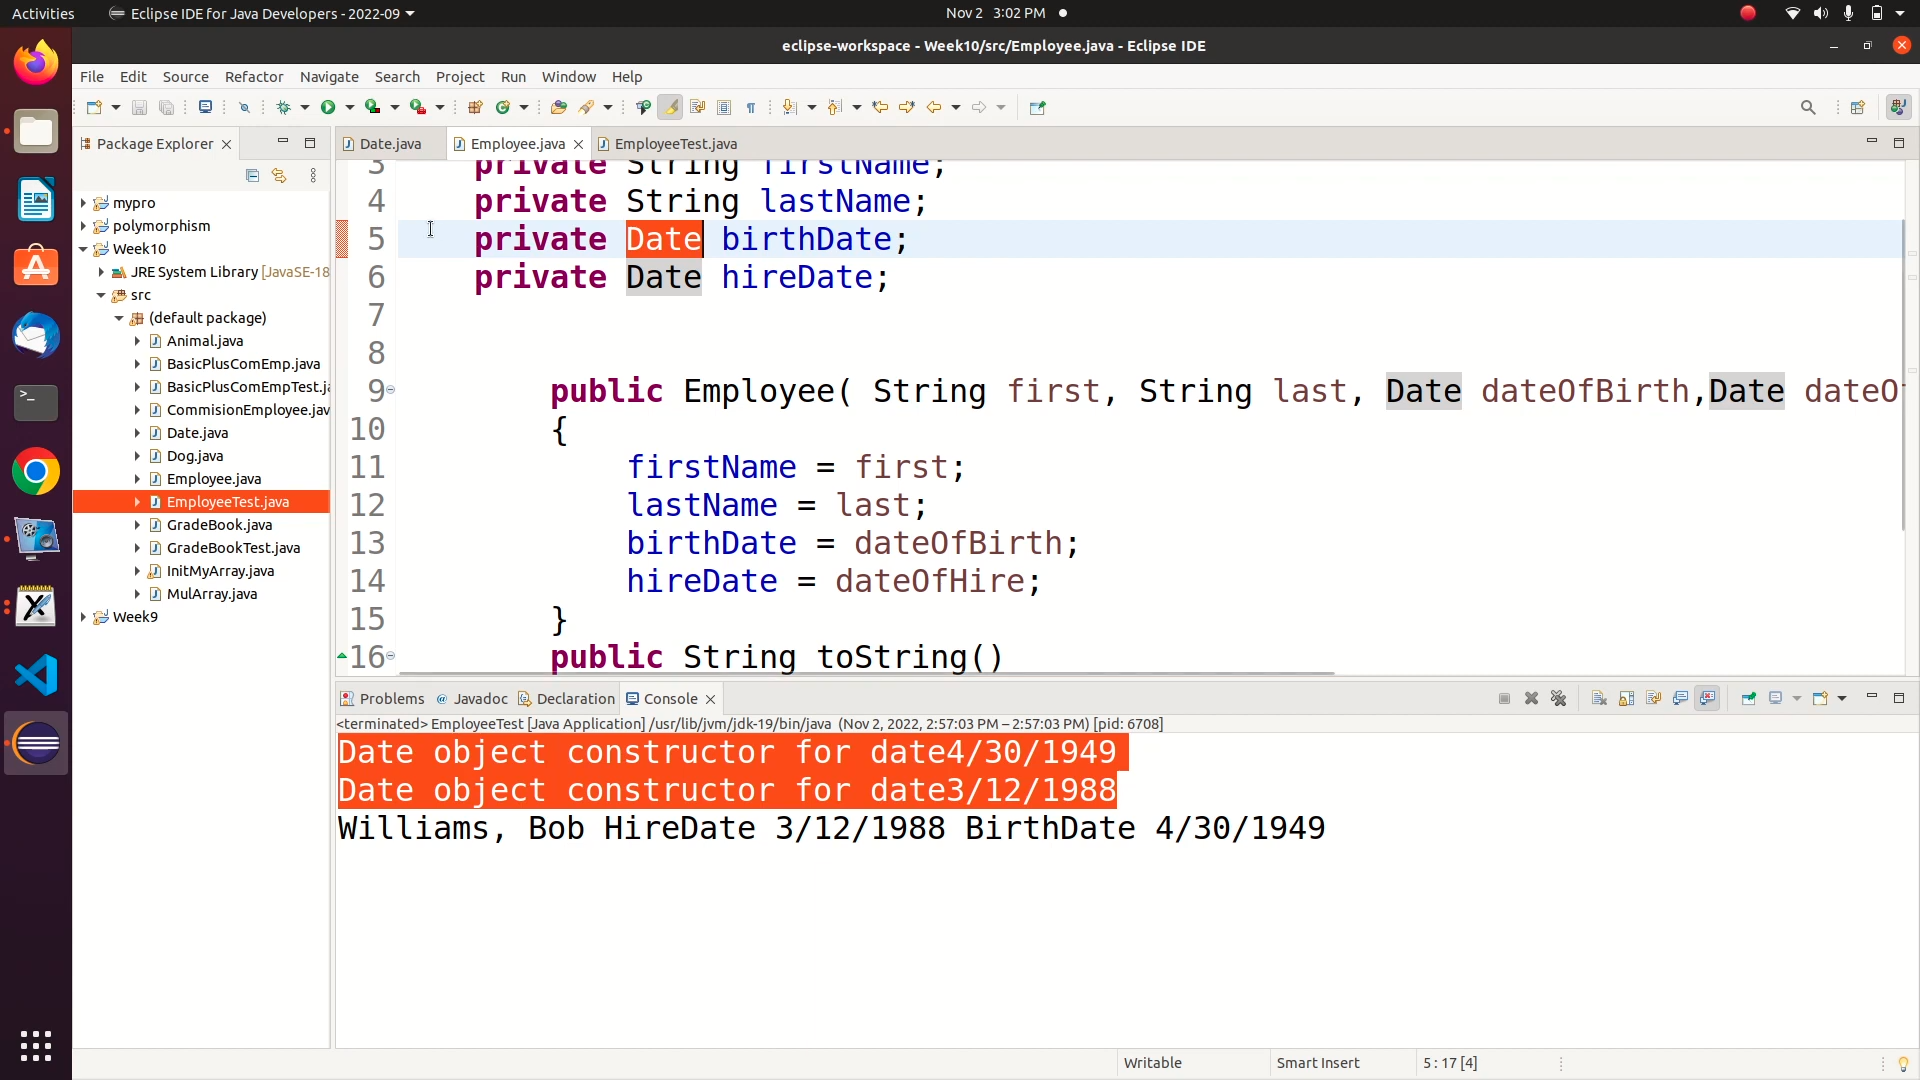 Activities Eclipse IDE for Java Developers - 2022-09 Nov 2 3:02 PM
eclipse-workspace - Week10/src/Employee.java - Eclipse IDE
File Edit Source Refactor Navigate Search Project Run Window Help
Package Explorer
mypro
polymorphism
Week10
JRE System Library [JavaSE-18
src
(default package)
Animal.java
BasicPlusComEmp.java
BasicPlusComEmpTest.ja
CommisionEmployee.jav
Date.java
Dog.java
Employee.java
EmployeeTest.java
GradeBook.java
GradeBookTest.java
InitMyArray.java
MulArray.java
Week9
Date.java Employee.java EmployeeTest.java
3 private String firstName;
4 private String lastName;
5 private Date birthDate;
6 private Date hireDate;
7
8
9 public Employee( String first, String last, Date dateOfBirth,Date dateO
10 {
11 firstName = first;
12 lastName = last;
13 birthDate = dateOfBirth;
14 hireDate = dateOfHire;
15 }
16 public String toString()
Problems Javadoc Declaration Console
<terminated> EmployeeTest [Java Application] /usr/lib/jvm/jdk-19/bin/java (Nov 2, 2022, 2:57:03 PM – 2:57:03 PM) [pid: 6708]
Date object constructor for date4/30/1949
Date object constructor for date3/12/1988
Williams, Bob HireDate 3/12/1988 BirthDate 4/30/1949
Writable Smart Insert 5 : 17 [4]